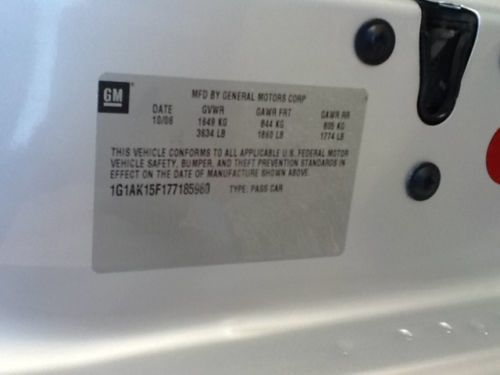 GM
MFD BY GENERAL MOTORS CORP
DATE GVWR GAWR FRT GAWR RR
10/06 1649 KG 844 KG 805 KG
3634 LB 1860 LB 1774 LB
THIS VEHICLE CONFORMS TO ALL APPLICABLE U.S. FEDERAL MOTOR
VEHICLE SAFETY, BUMPER, AND THEFT PREVENTION STANDARDS IN
EFFECT ON THE DATE OF MANUFACTURE SHOWN ABOVE.
1G1AK15F177185980 TYPE: PASS CAR